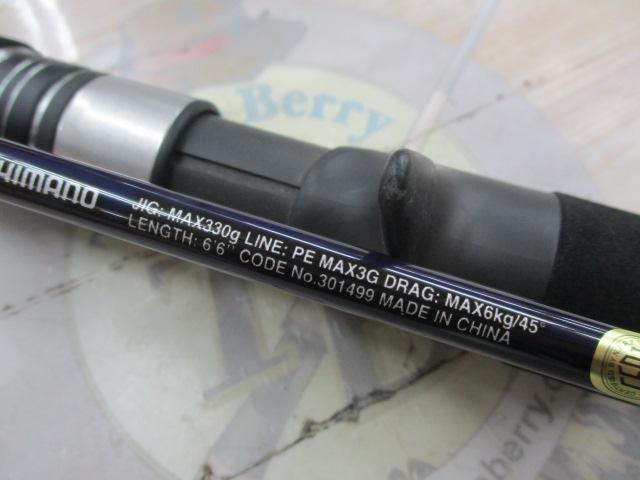 Berry
SHIMANO
JIG: MAX330g LINE: PE MAX3G DRAG: MAX6kg/45°
LENGTH: 6'6" CODE No.301499 MADE IN CHINA
berry.